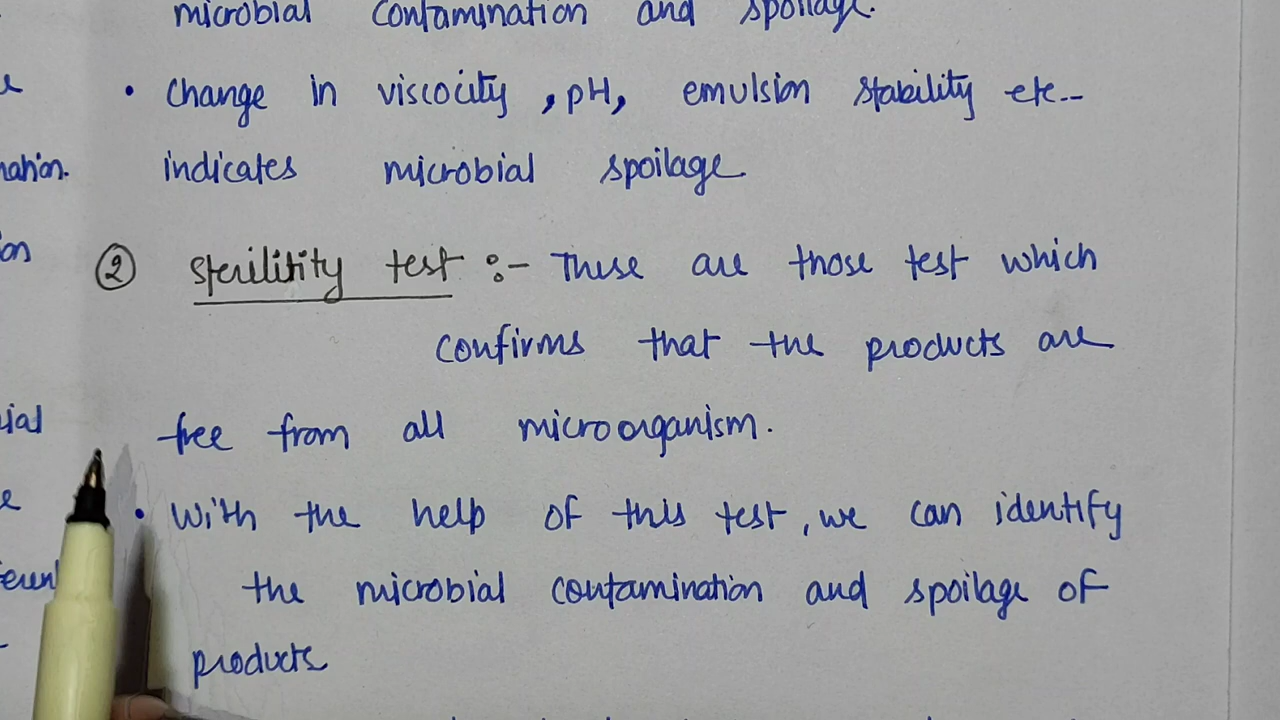 microbial contamination and spoilage.
• Change in viscocity, pH, emulsion stability etc--
indicates microbial spoilage
② Sterilitity test :- These are those test which
confirms that the products are
free from all microorganism.
• With the help of this test, we can identify
the microbial contamination and spoilage of
products